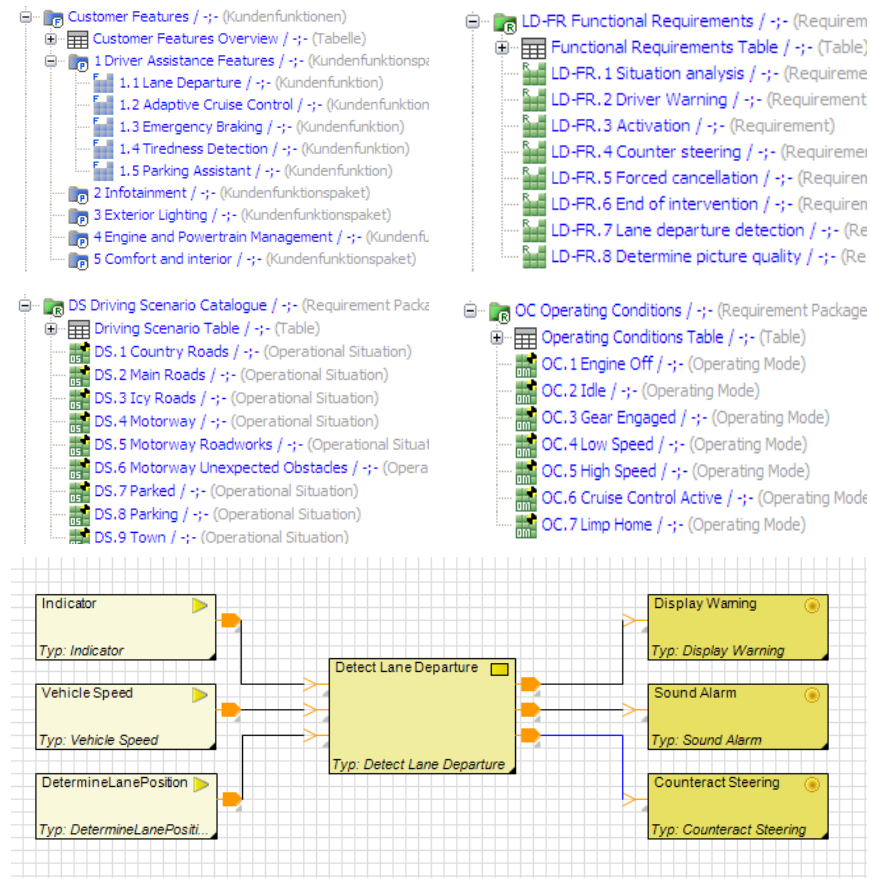 Customer Features / -;- (Kundenfunktionen)
Customer Features Overview / -;- (Tabelle)
1 Driver Assistance Features / -;- (Kundenfunktionspa
1.1 Lane Departure / -;- (Kundenfunktion)
1.2 Adaptive Cruise Control / -;- (Kundenfunktion
1.3 Emergency Braking / -;- (Kundenfunktion)
1.4 Tiredness Detection / -;- (Kundenfunktion)
1.5 Parking Assistant / -;- (Kundenfunktion)
2 Infotainment / -;- (Kundenfunktionspaket)
3 Exterior Lighting / -;- (Kundenfunktionspaket)
4 Engine and Powertrain Management / -;- (Kundenfu
5 Comfort and interior / -;- (Kundenfunktionspaket)
LD-FR Functional Requirements / -;- (Requirem
Functional Requirements Table / -;- (Table)
LD-FR.1 Situation analysis / -;- (Requireme
LD-FR.2 Driver Warning / -;- (Requirement
LD-FR.3 Activation / -;- (Requirement)
LD-FR.4 Counter steering / -;- (Requiremen
LD-FR.5 Forced cancellation / -;- (Requiren
LD-FR.6 End of intervention / -;- (Requiren
LD-FR.7 Lane departure detection / -;- (Re
LD-FR.8 Determine picture quality / -;- (Re
DS Driving Scenario Catalogue / -;- (Requirement Packa
Driving Scenario Table / -;- (Table)
DS.1 Country Roads / -;- (Operational Situation)
DS.2 Main Roads / -;- (Operational Situation)
DS.3 Icy Roads / -;- (Operational Situation)
DS.4 Motorway / -;- (Operational Situation)
DS.5 Motorway Roadworks / -;- (Operational Situat
DS.6 Motorway Unexpected Obstacles / -;- (Opera
DS.7 Parked / -;- (Operational Situation)
DS.8 Parking / -;- (Operational Situation)
DS.9 Town / -;- (Operational Situation)
OC Operating Conditions / -;- (Requirement Package
Operating Conditions Table / -;- (Table)
OC.1 Engine Off / -;- (Operating Mode)
OC.2 Idle / -;- (Operating Mode)
OC.3 Gear Engaged / -;- (Operating Mode)
OC.4 Low Speed / -;- (Operating Mode)
OC.5 High Speed / -;- (Operating Mode)
OC.6 Cruise Control Active / -;- (Operating Mode
OC.7 Limp Home / -;- (Operating Mode)
Indicator
Typ: Indicator
Vehicle Speed
Typ: Vehicle Speed
DetermineLanePosition
Typ: DetermineLanePositi...
Detect Lane Departure
Typ: Detect Lane Departure
Display Warning
Typ: Display Warning
Sound Alarm
Typ: Sound Alarm
Counteract Steering
Typ: Counteract Steering